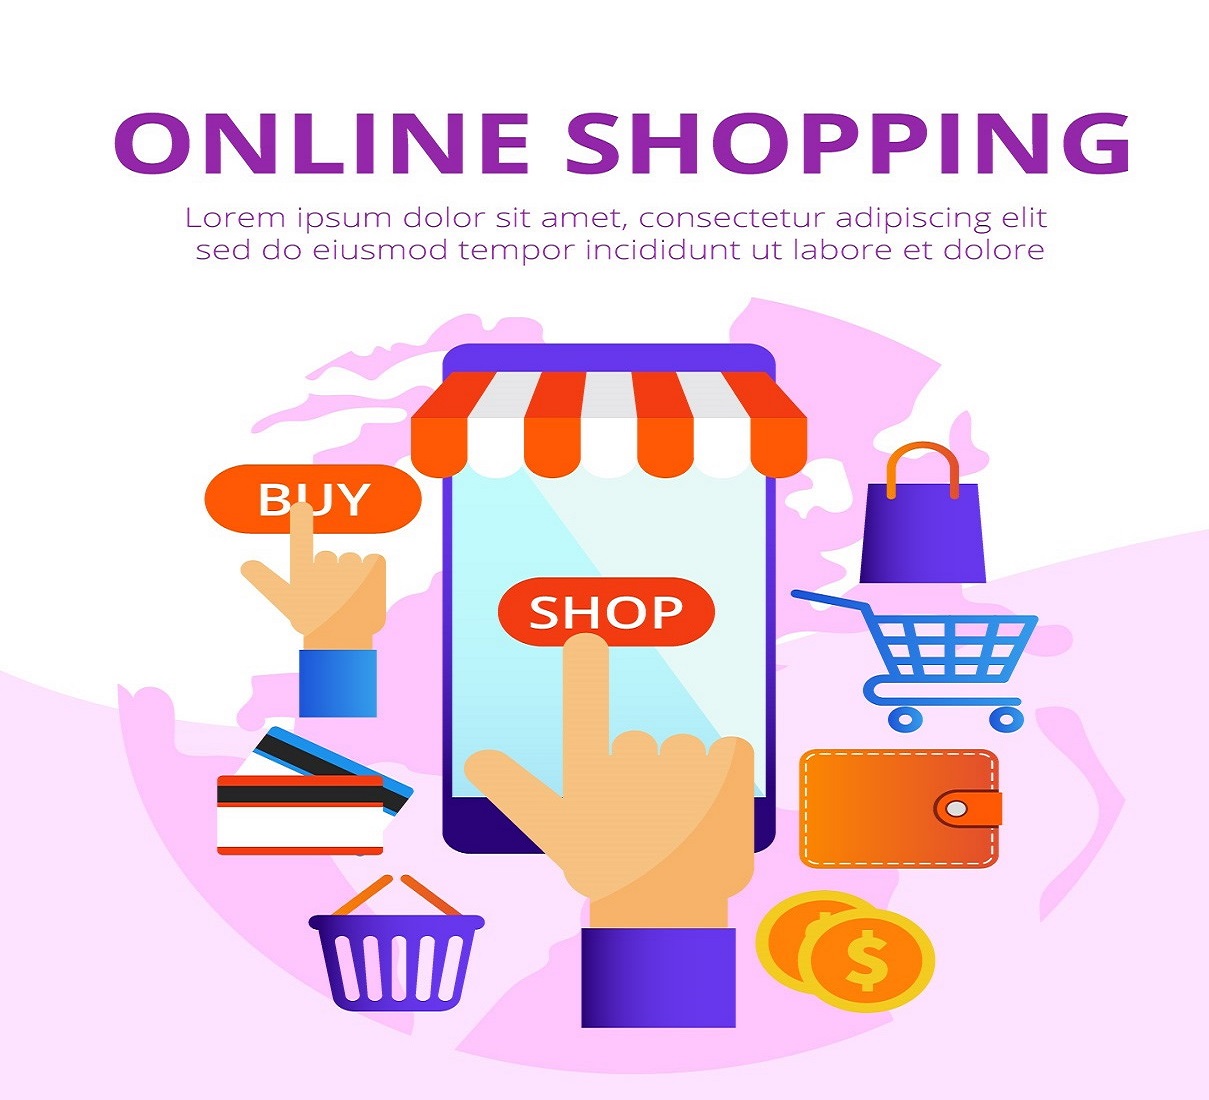 ONLINE SHOPPING
Lorem ipsum dolor sit amet, consectetur adipiscing elit
sed do eiusmod tempor incididunt ut labore et dolore
BUY
SHOP
$